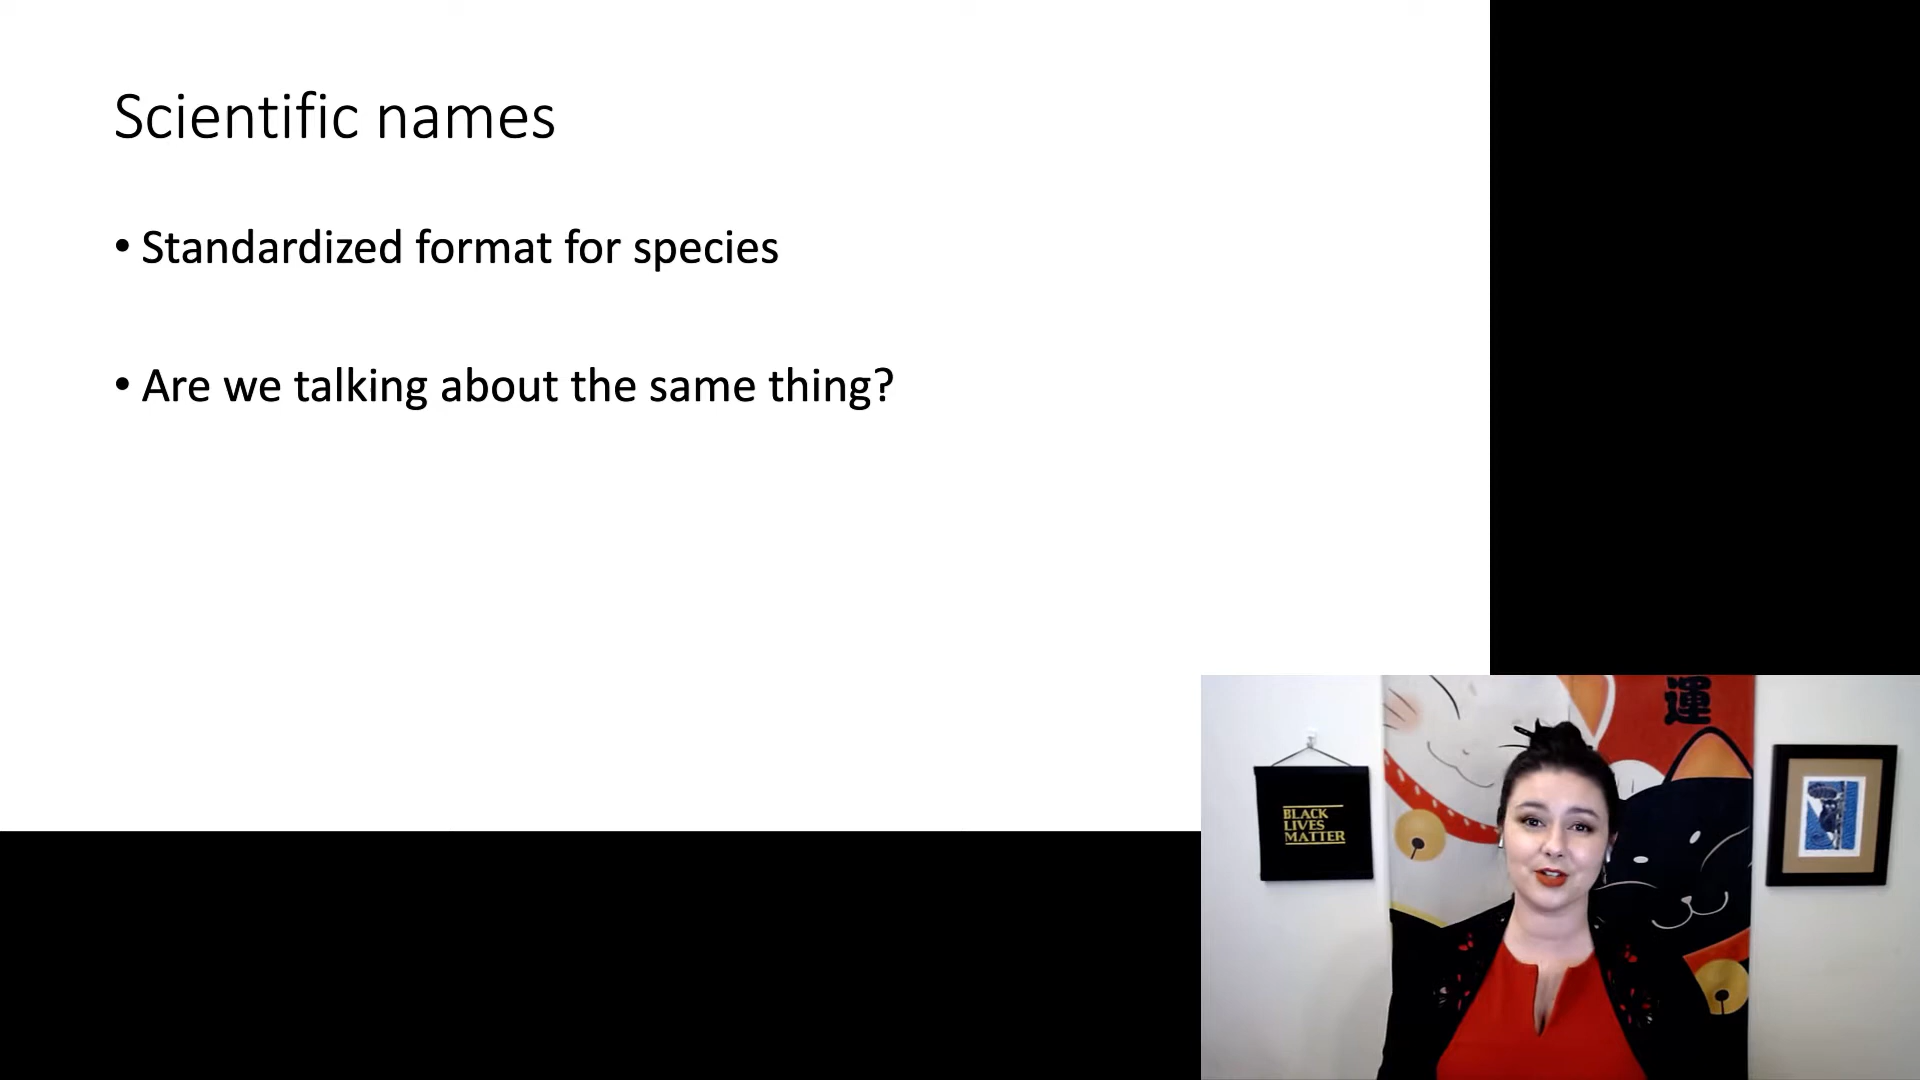 Scientific names
• Standardized format for species
• Are we talking about the same thing?
運
BLACK
LIVES
MATTER